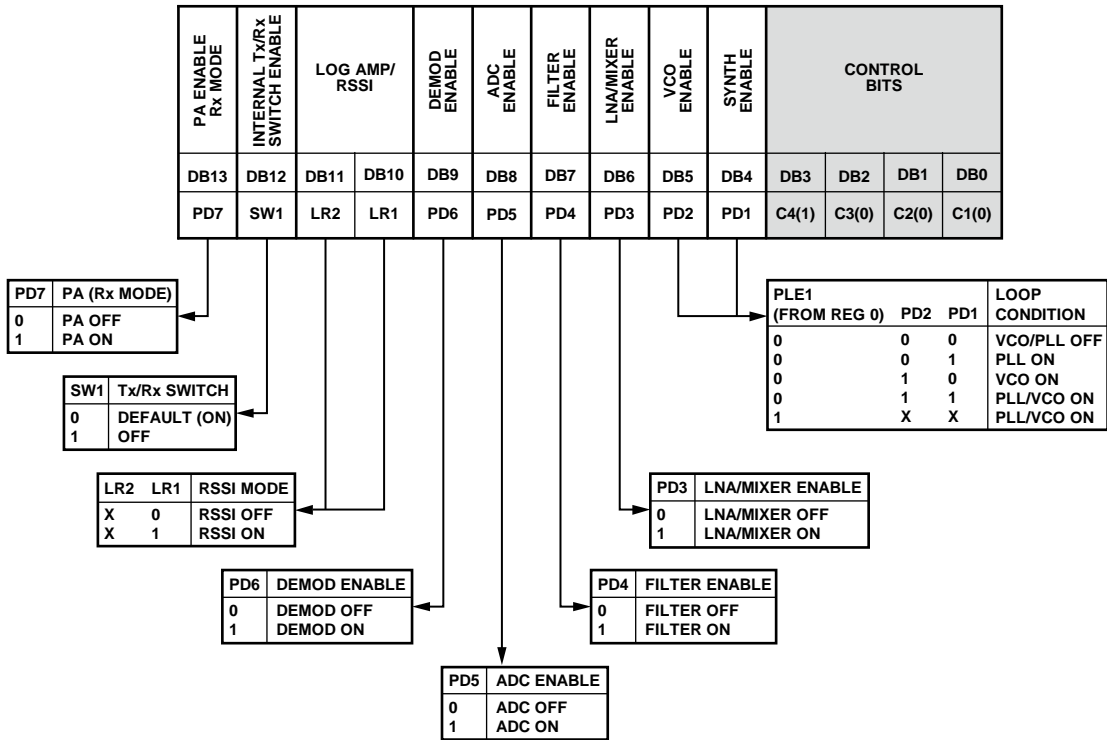 PA ENABLE
Rx MODE
INTERNAL Tx/Rx
SWITCH ENABLE
LOG AMP/
RSSI
DEMOD
ENABLE
ADC
ENABLE
FILTER
ENABLE
LNA/MIXER
ENABLE
VCO
ENABLE
SYNTH
ENABLE
CONTROL
BITS
DB13 DB12 DB11 DB10 DB9 DB8 DB7 DB6 DB5 DB4 DB3 DB2 DB1 DB0
PD7 SW1 LR2 LR1 PD6 PD5 PD4 PD3 PD2 PD1 C4(1) C3(0) C2(0) C1(0)
PD7 PA (Rx MODE)
0 PA OFF
1 PA ON
PLE1
(FROM REG 0) PD2 PD1 LOOP
CONDITION
0 0 0 VCO/PLL OFF
0 0 1 PLL ON
0 1 0 VCO ON
0 1 1 PLL/VCO ON
1 X X PLL/VCO ON
SW1 Tx/Rx SWITCH
0 DEFAULT (ON)
1 OFF
LR2 LR1 RSSI MODE
X 0 RSSI OFF
X 1 RSSI ON
PD3 LNA/MIXER ENABLE
0 LNA/MIXER OFF
1 LNA/MIXER ON
PD6 DEMOD ENABLE
0 DEMOD OFF
1 DEMOD ON
PD4 FILTER ENABLE
0 FILTER OFF
1 FILTER ON
PD5 ADC ENABLE
0 ADC OFF
1 ADC ON